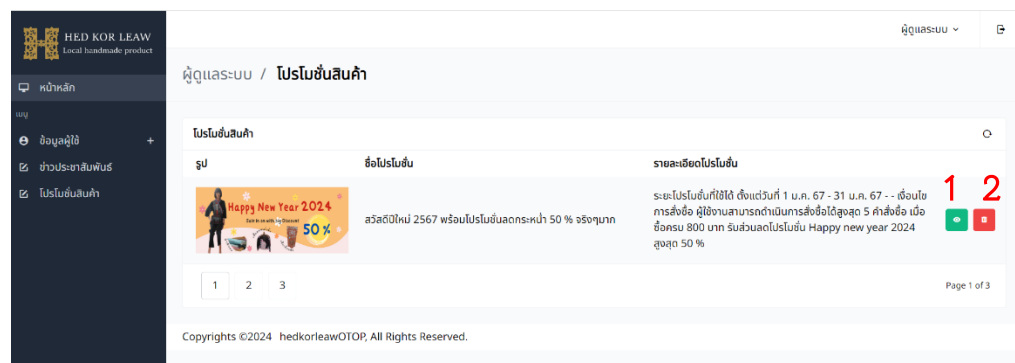 HED KOR LEAW
Local handmade product
ผู้ดูแลระบบ
หน้าหลัก
เมนู
ข้อมูลผู้ใช้ +
ข่าวประชาสัมพันธ์
โปรโมชั่นสินค้า
ผู้ดูแลระบบ / โปรโมชั่นสินค้า
โปรโมชั่นสินค้า
รูป ชื่อโปรโมชั่น รายละเอียดโปรโมชั่น
Happy New Year 2024
50 %
สวัสดีปีใหม่ 2567 พร้อมโปรโมชั่นลดกระหน่ำ 50 % จริงๆมาก
ระยะโปรโมชั่นที่ใช้ได้ ตั้งแต่วันที่ 1 ม.ค. 67 - 31 ม.ค. 67 - - เงื่อนไข
การสั่งซื้อ ผู้ใช้งานสามารถดำเนินการสั่งซื้อได้สูงสุด 5 คำสั่งซื้อ เมื่อ
ซื้อครบ 800 บาท รับส่วนลดโปรโมชั่น Happy new year 2024
สูงสุด 50 %
1 2
1 2 3
Page 1 of 3
Copyrights ©2024 hedkorleawOTOP, All Rights Reserved.